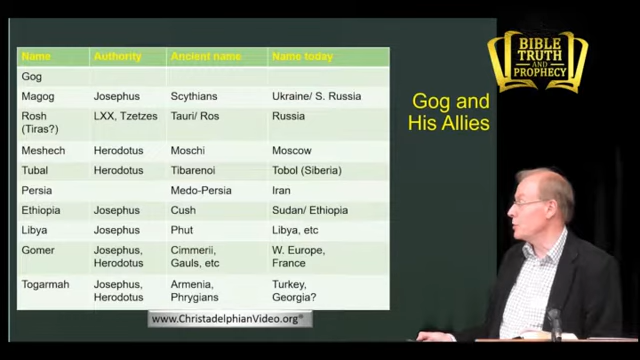 Name Authority Ancient name Name today
Gog
Magog Josephus Scythians Ukraine/ S. Russia
Rosh LXX, Tzetzes Tauri/ Ros Russia
(Tiras?)
Meshech Herodotus Moschi Moscow
Tubal Herodotus Tibarenoi Tobol (Siberia)
Persia Medo-Persia Iran
Ethiopia Josephus Cush Sudan/ Ethiopia
Libya Josephus Phut Libya, etc
Gomer Josephus, Cimmerii, W. Europe,
Herodotus Gauls, etc France
Togarmah Josephus, Armenia, Turkey,
Herodotus Phrygians Georgia?
www.ChristadelphianVideo.org®
BIBLE
TRUTH
AND
PROPHECY
Gog and
His Allies